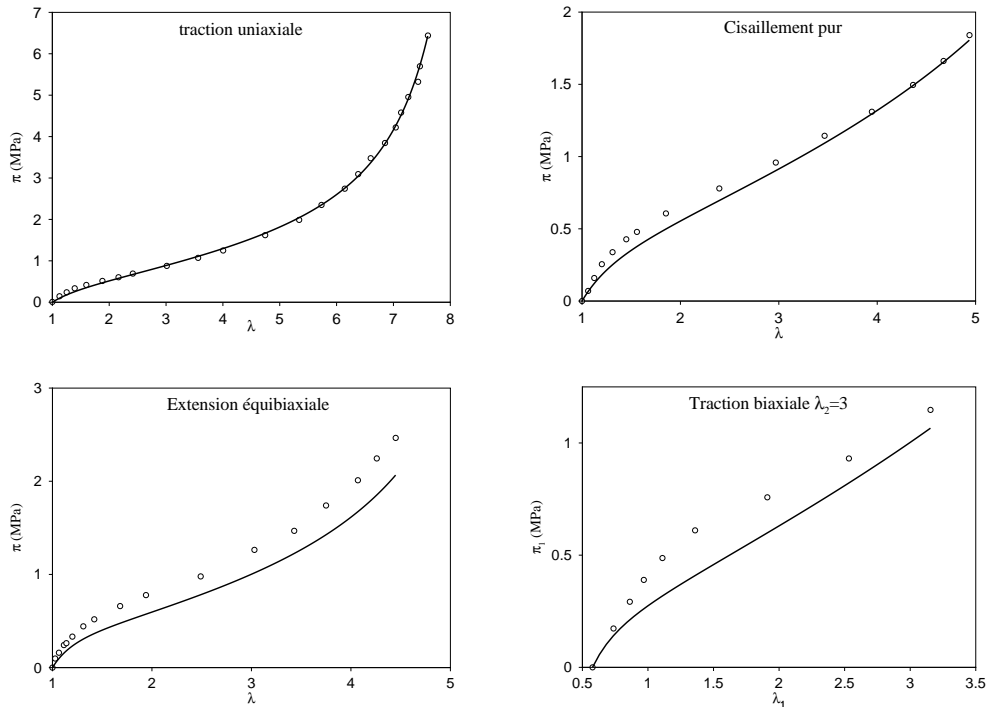 traction uniaxiale
7
6
5
4
3
2
1
0
π (MPa)
1 2 3 4 5 6 7 8
λ
Cisaillement pur
2
1.5
1
0.5
0
π (MPa)
1 2 3 4 5
λ
Extension équibiaxiale
3
2
1
0
π (MPa)
1 2 3 4 5
λ
Traction biaxiale λ₂=3
1
0.5
0
π₁ (MPa)
0.5 1 1.5 2 2.5 3 3.5
λ₁